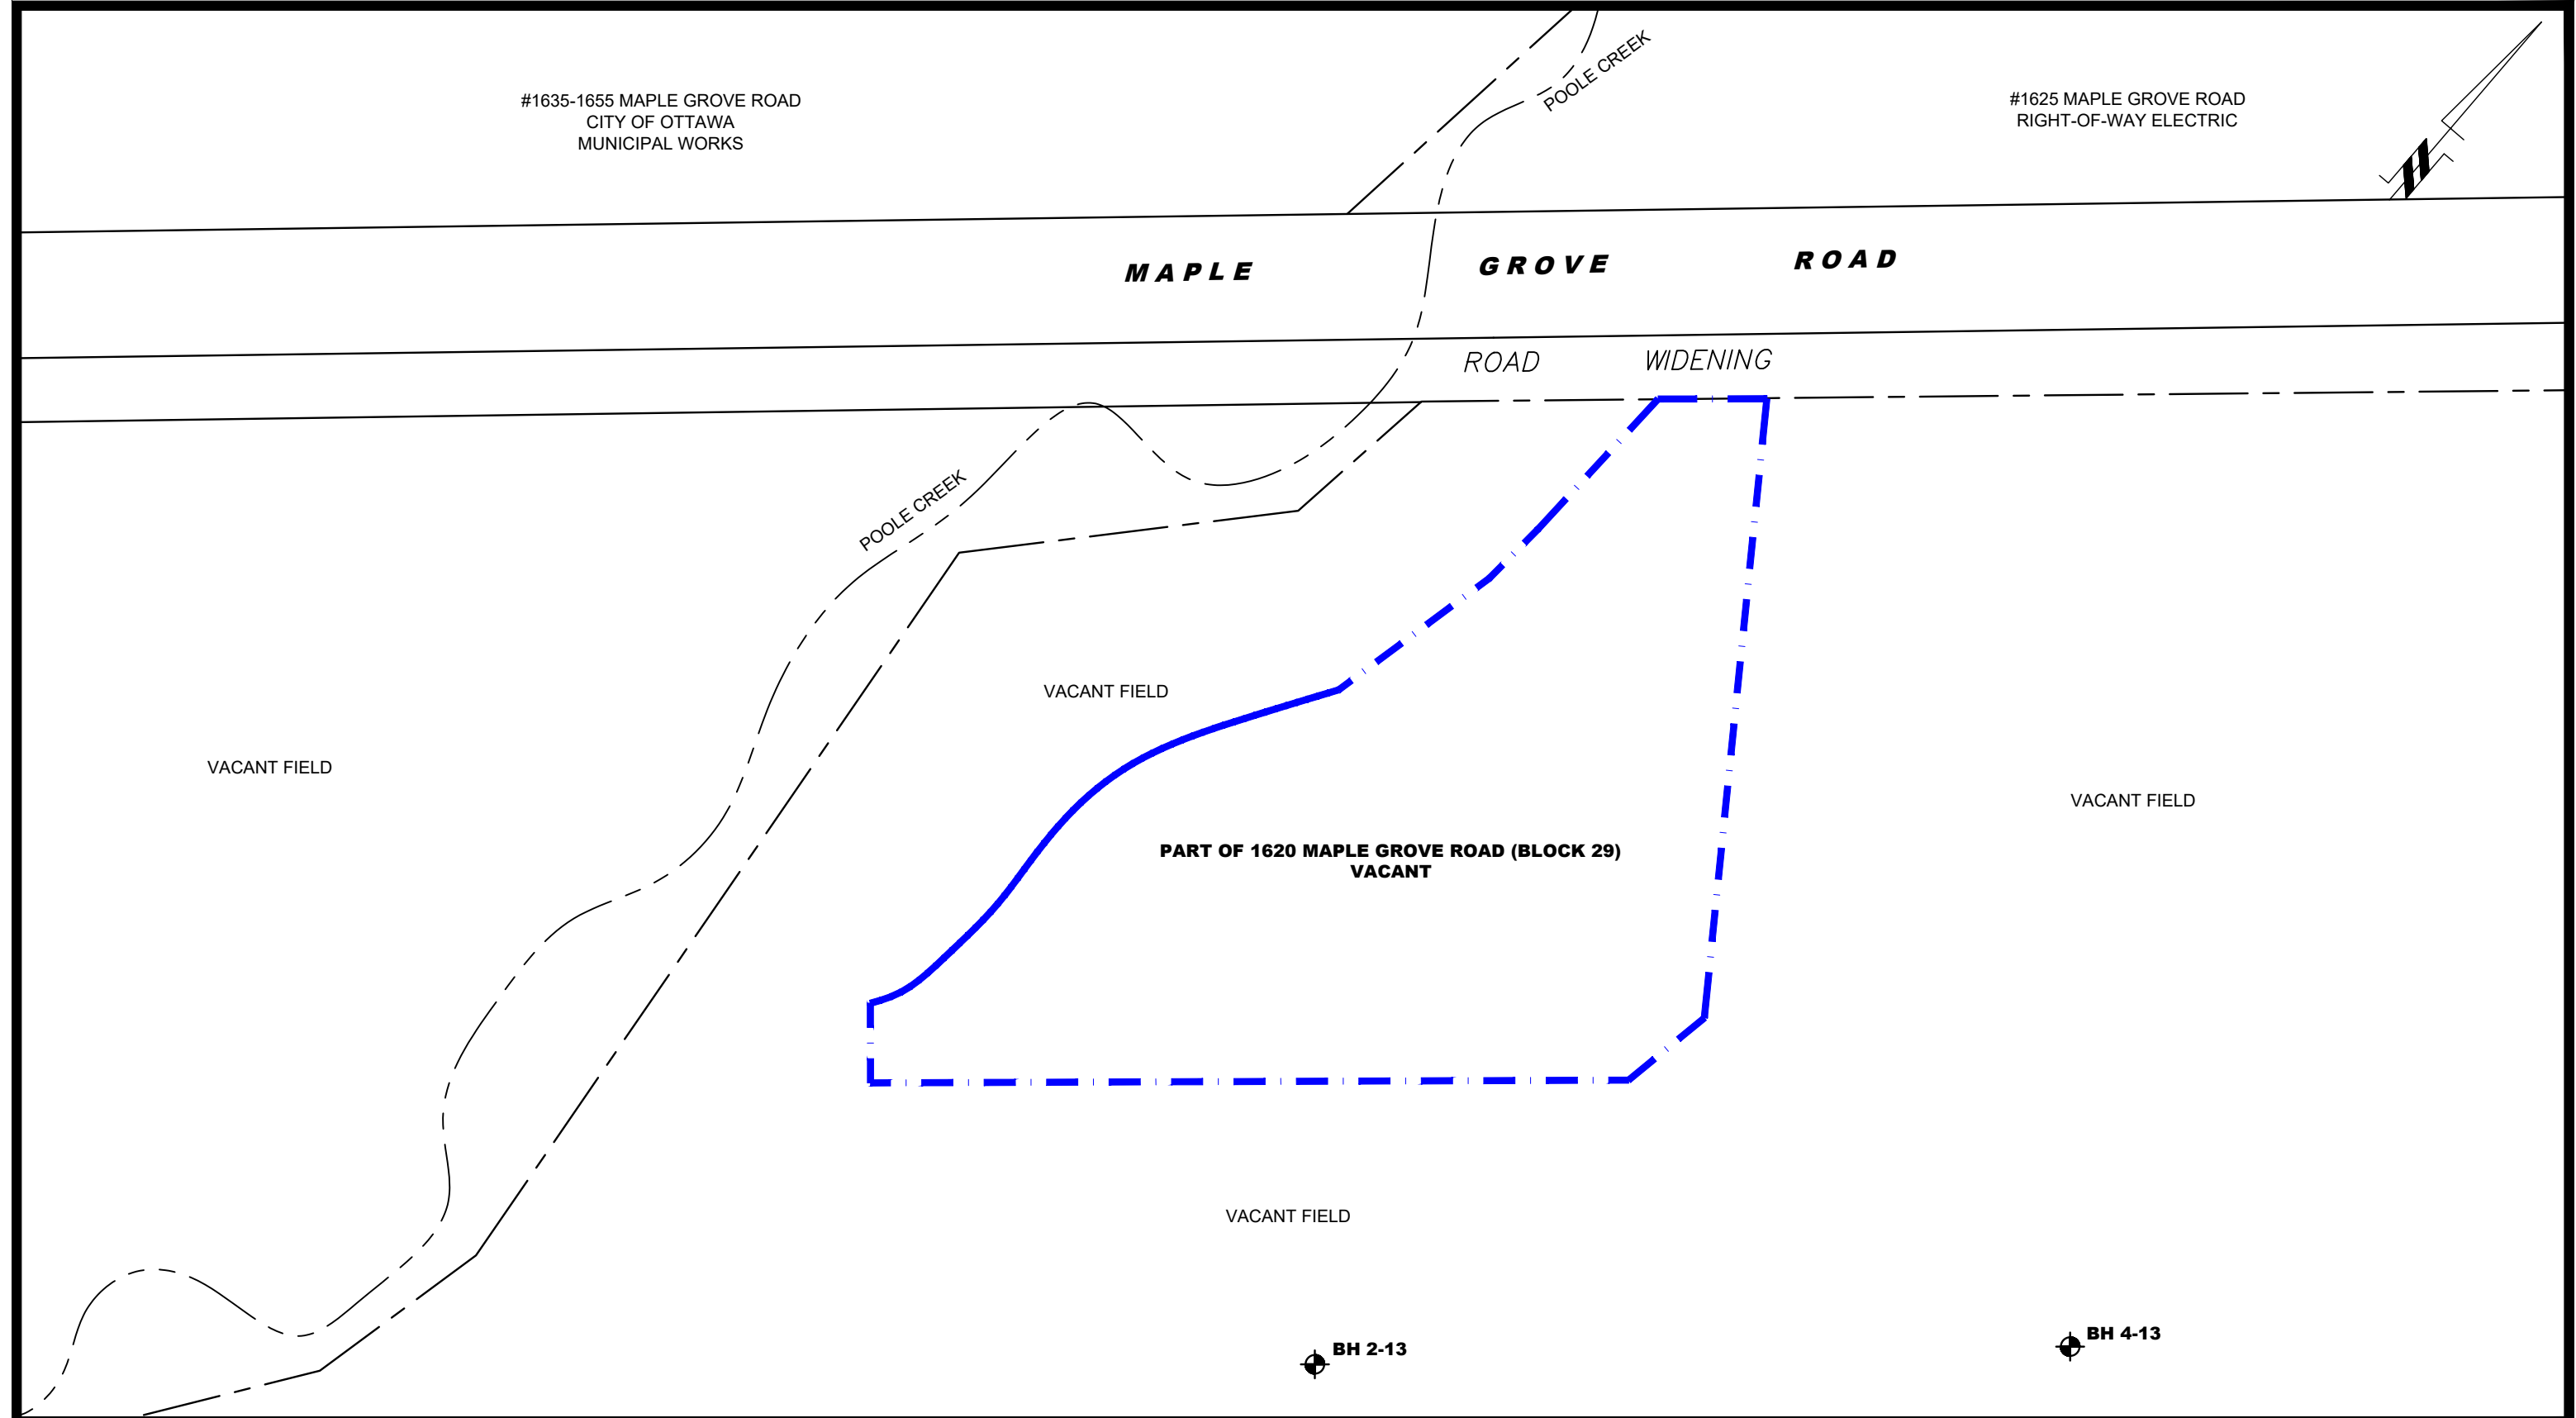 #1635-1655 MAPLE GROVE ROAD
CITY OF OTTAWA
MUNICIPAL WORKS
POOLE CREEK
#1625 MAPLE GROVE ROAD
RIGHT-OF-WAY ELECTRIC
MAPLE GROVE ROAD
ROAD WIDENING
POOLE CREEK
VACANT FIELD
VACANT FIELD
VACANT FIELD
PART OF 1620 MAPLE GROVE ROAD (BLOCK 29)
VACANT
VACANT FIELD
BH 2-13
BH 4-13